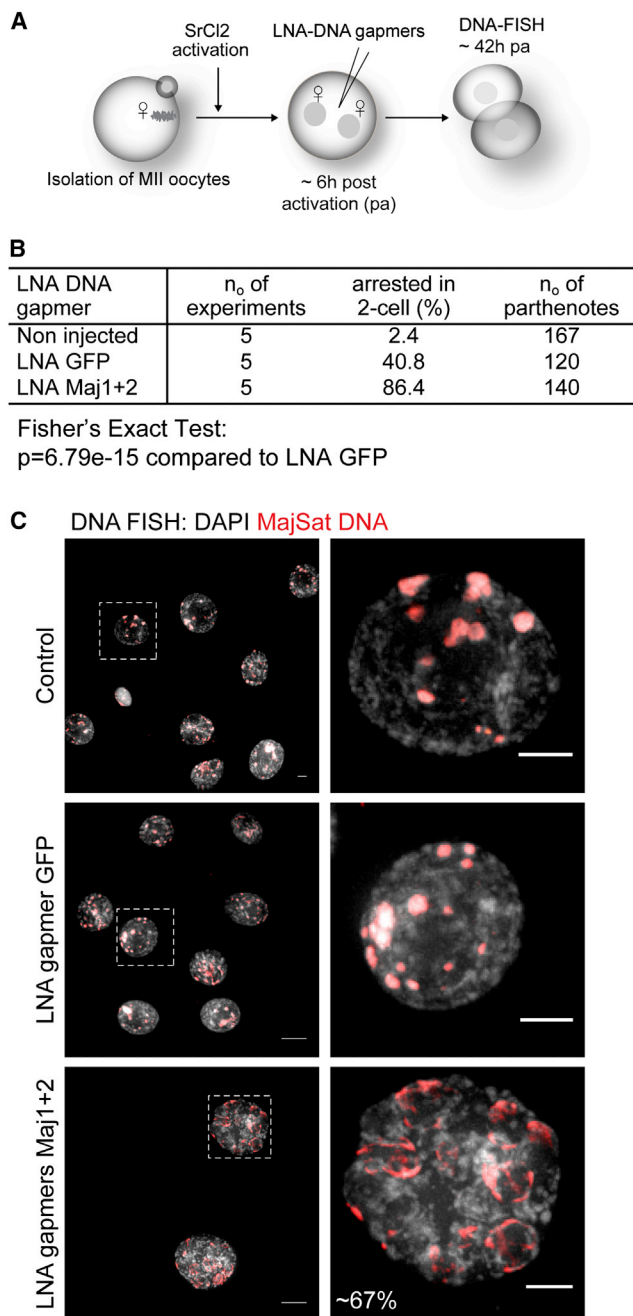 A
SrCl2
activation
LNA-DNA gapmers
DNA-FISH
~ 42h pa
♀
♀
♀
Isolation of MII oocytes
~ 6h post
activation (pa)
B
LNA DNA gapmer | nₒ of experiments | arrested in 2-cell (%) | nₒ of parthenotes
Non injected 5 2.4 167
LNA GFP 5 40.8 120
LNA Maj1+2 5 86.4 140
Fisher's Exact Test:
p=6.79e-15 compared to LNA GFP
C
DNA FISH: DAPI MajSat DNA
Control
LNA gapmer GFP
LNA gapmers Maj1+2
~67%